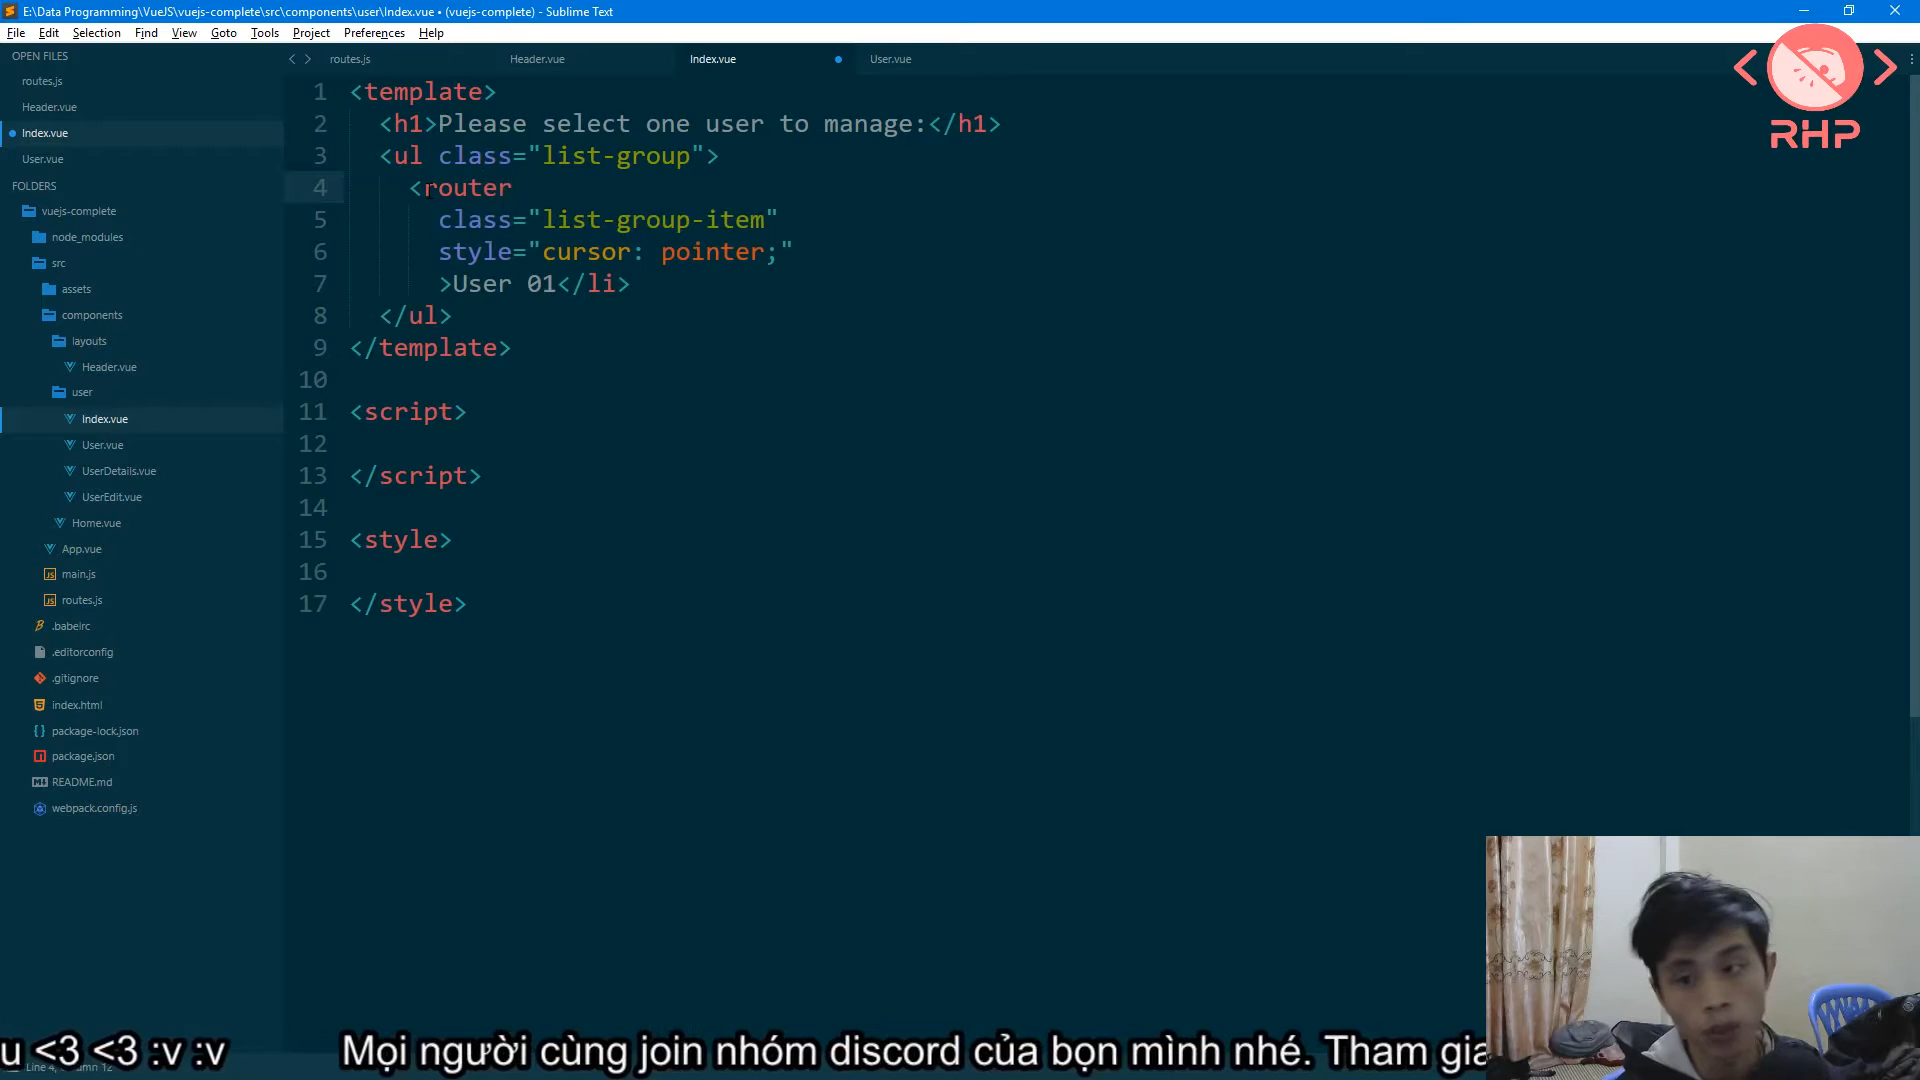 E:\Data Programming\VueJS\vuejs-complete\src\components\user\Index.vue • (vuejs-complete) - Sublime Text
File Edit Selection Find View Goto Tools Project Preferences Help
OPEN FILES
routes.js
Header.vue
Index.vue
User.vue
FOLDERS
vuejs-complete
node_modules
src
assets
components
layouts
Header.vue
user
Index.vue
User.vue
UserDetails.vue
UserEdit.vue
Home.vue
App.vue
main.js
routes.js
.babelrc
.editorconfig
.gitignore
index.html
package-lock.json
package.json
README.md
webpack.config.js
routes.js Header.vue Index.vue User.vue
1 <template>
2 <h1>Please select one user to manage:</h1>
3 <ul class="list-group">
4 <router
5 class="list-group-item"
6 style="cursor: pointer;"
7 >User 01</li>
8 </ul>
9 </template>
10
11 <script>
12
13 </script>
14
15 <style>
16
17 </style>
RHP
u <3 <3 :v :v Mọi người cùng join nhóm discord của bọn mình nhé. Tham gia